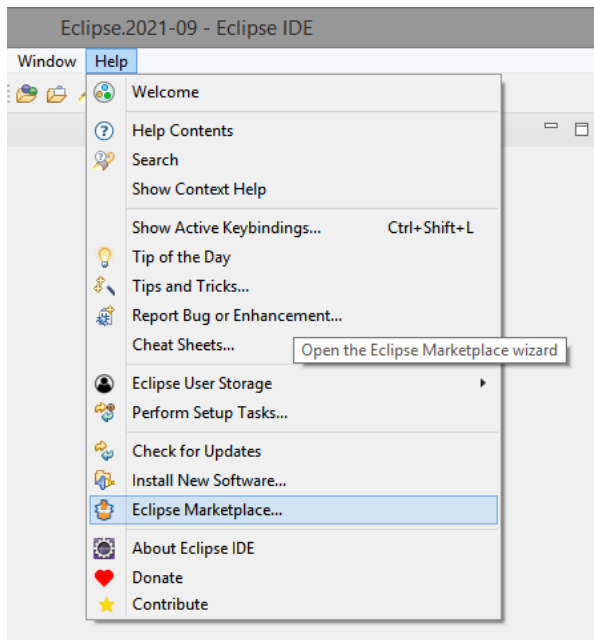 Eclipse.2021-09 - Eclipse IDE
Window Help
Welcome
Help Contents
Search
Show Context Help
Show Active Keybindings... Ctrl+Shift+L
Tip of the Day
Tips and Tricks...
Report Bug or Enhancement...
Cheat Sheets...
Open the Eclipse Marketplace wizard
Eclipse User Storage
Perform Setup Tasks...
Check for Updates
Install New Software...
Eclipse Marketplace...
About Eclipse IDE
Donate
Contribute